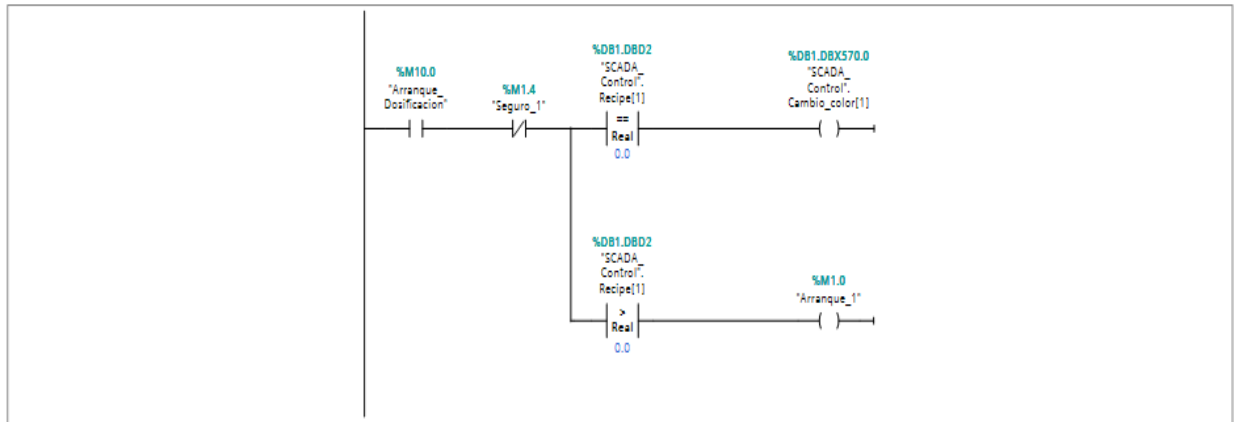 %M10.0
"Arranque_
Dosificacion"
%M1.4
"Seguro_1"
%DB1.DBD2
"SCADA_
Control".
Recipe[1]
==
Real
0.0
%DB1.DBX570.0
"SCADA_
Control".
Cambio_color[1]
%DB1.DBD2
"SCADA_
Control".
Recipe[1]
>
Real
0.0
%M1.0
"Arranque_1"